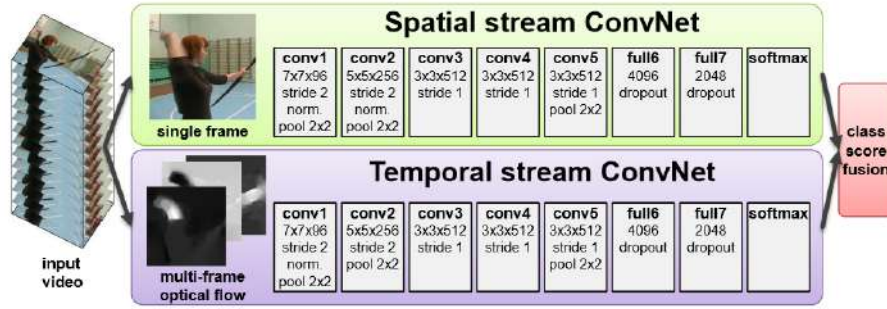 Spatial stream ConvNet
conv1
7x7x96
stride 2
norm.
pool 2x2
conv2
5x5x256
stride 2
norm.
pool 2x2
conv3
3x3x512
stride 1
conv4
3x3x512
stride 1
conv5
3x3x512
stride 1
pool 2x2
full6
4096
dropout
full7
2048
dropout
softmax
single frame
Temporal stream ConvNet
conv1
7x7x96
stride 2
norm.
pool 2x2
conv2
5x5x256
stride 2
pool 2x2
conv3
3x3x512
stride 1
conv4
3x3x512
stride 1
conv5
3x3x512
stride 1
pool 2x2
full6
4096
dropout
full7
2048
dropout
softmax
multi-frame
optical flow
input
video
class
score
fusion